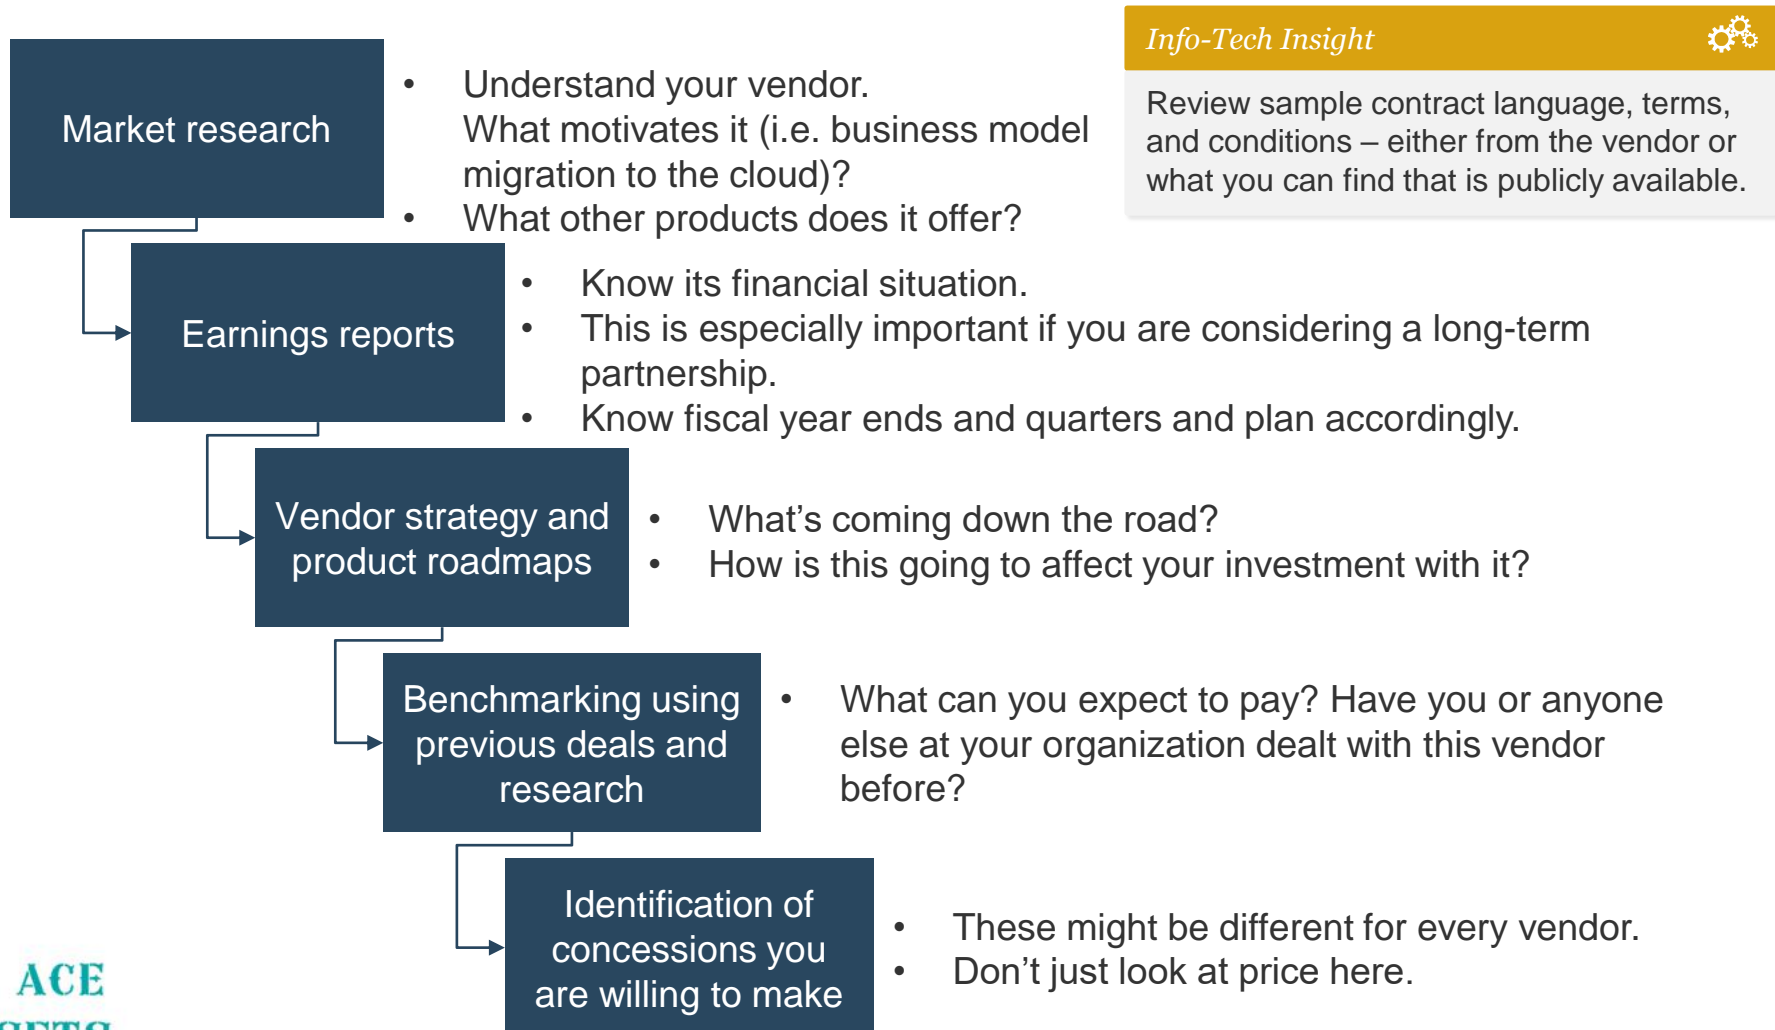 Info-Tech Insight
Review sample contract language, terms,
and conditions – either from the vendor or
what you can find that is publicly available.
Market research
• Understand your vendor.
What motivates it (i.e. business model
migration to the cloud)?
• What other products does it offer?
Earnings reports
• Know its financial situation.
• This is especially important if you are considering a long-term
partnership.
• Know fiscal year ends and quarters and plan accordingly.
Vendor strategy and
product roadmaps
• What’s coming down the road?
• How is this going to affect your investment with it?
Benchmarking using
previous deals and
research
• What can you expect to pay? Have you or anyone
else at your organization dealt with this vendor
before?
Identification of
concessions you
are willing to make
• These might be different for every vendor.
• Don’t just look at price here.
ACE